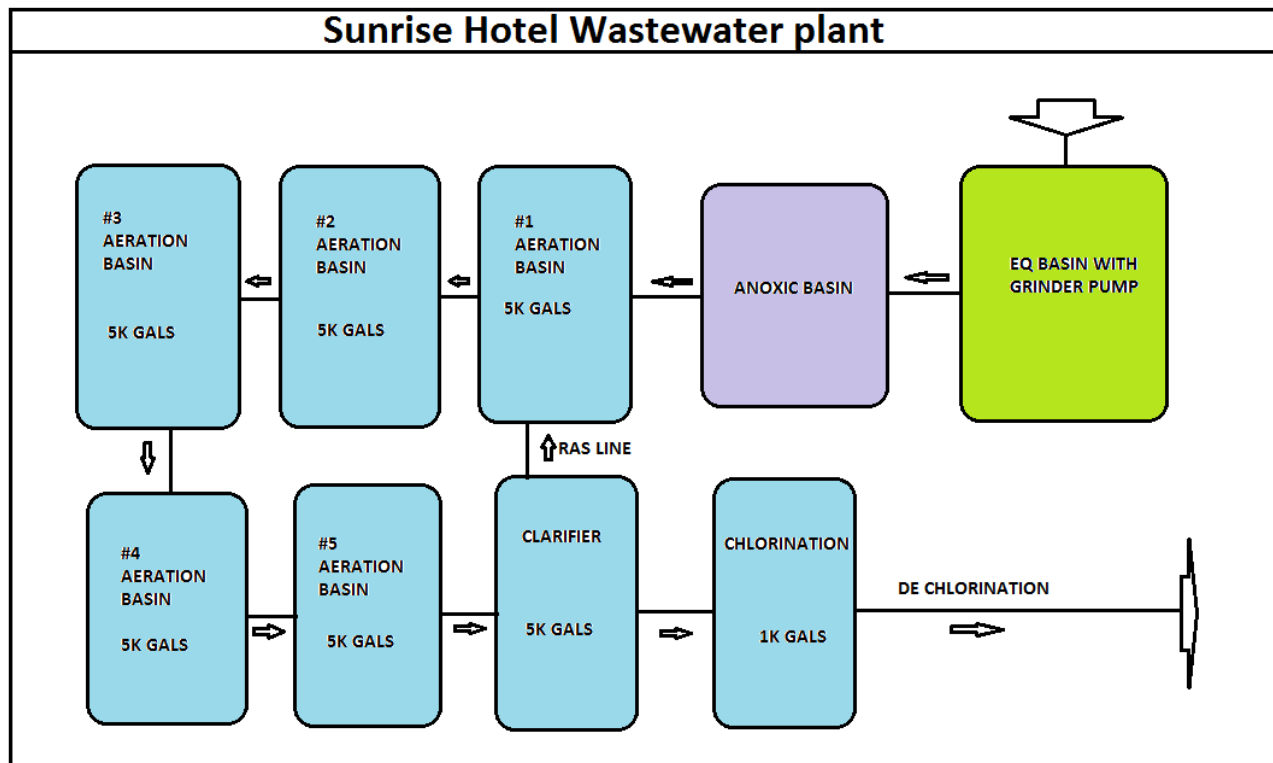 Sunrise Hotel Wastewater plant
#3
AERATION
BASIN
5K GALS
#2
AERATION
BASIN
5K GALS
#1
AERATION
BASIN
5K GALS
ANOXIC BASIN
EQ BASIN WITH
GRINDER PUMP
RAS LINE
#4
AERATION
BASIN
5K GALS
#5
AERATION
BASIN
5K GALS
CLARIFIER
5K GALS
CHLORINATION
1K GALS
DE CHLORINATION